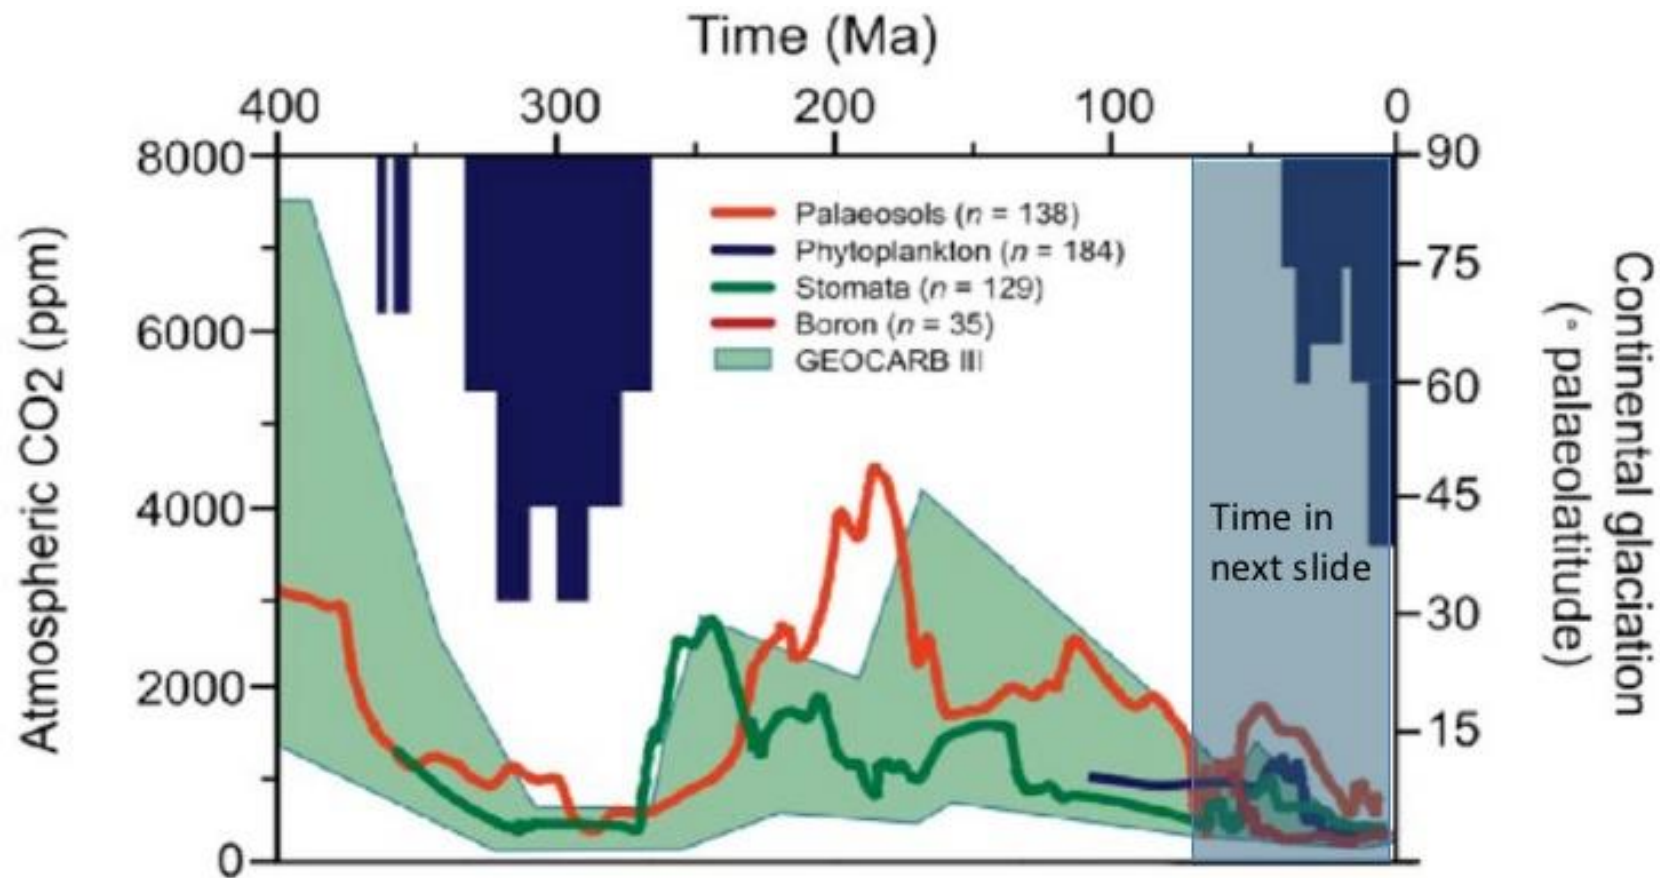 Time (Ma)
400 300 200 100 0
8000
6000
4000
2000
0
Atmospheric CO2 (ppm)
Palaeosols (n = 138)
Phytoplankton (n = 184)
Stomata (n = 129)
Boron (n = 35)
GEOCARB III
Time in
next slide
90
75
60
45
30
15
Continental glaciation
(° palaeolatitude)